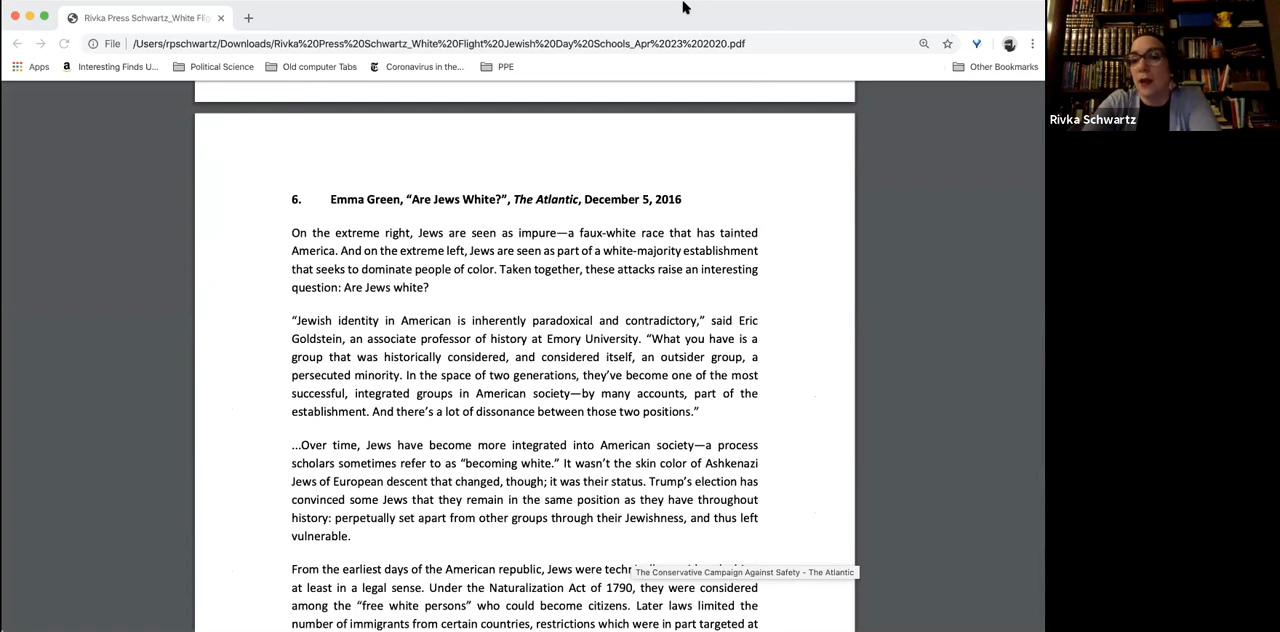 Rivka Press Schwartz_White Flig
File
/Users/rpschwartz/Downloads/Rivka%20Press%20Schwartz_White%20Flight%20Jewish%20Day%20Schools_Apr%2023%202020.pdf
Apps
Interesting Finds U...
Political Science
Old computer Tabs
Coronavirus in the...
PPE
Other Bookmarks
Rivka Schwartz
6. Emma Green, “Are Jews White?”, The Atlantic, December 5, 2016
On the extreme right, Jews are seen as impure—a faux-white race that has tainted
America. And on the extreme left, Jews are seen as part of a white-majority establishment
that seeks to dominate people of color. Taken together, these attacks raise an interesting
question: Are Jews white?
“Jewish identity in American is inherently paradoxical and contradictory,” said Eric
Goldstein, an associate professor of history at Emory University. “What you have is a
group that was historically considered, and considered itself, an outsider group, a
persecuted minority. In the space of two generations, they’ve become one of the most
successful, integrated groups in American society—by many accounts, part of the
establishment. And there’s a lot of dissonance between those two positions.”
...Over time, Jews have become more integrated into American society—a process
scholars sometimes refer to as “becoming white.” It wasn’t the skin color of Ashkenazi
Jews of European descent that changed, though; it was their status. Trump’s election has
convinced some Jews that they remain in the same position as they have throughout
history: perpetually set apart from other groups through their Jewishness, and thus left
vulnerable.
From the earliest days of the American republic, Jews were
The Conservative Campaign Against Safety - The Atlantic
at least in a legal sense. Under the Naturalization Act of 1790, they were considered
among the “free white persons” who could become citizens. Later laws limited the
number of immigrants from certain countries, restrictions which were in part targeted at